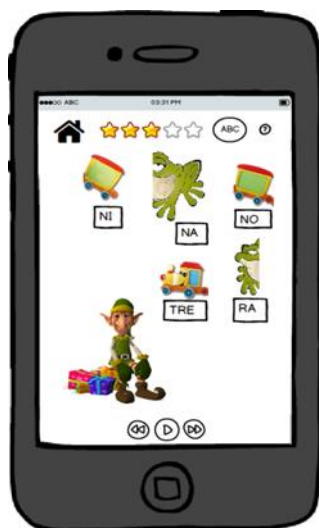 ABC 03:31 PM
ABC ?
NI NO
NA
TRE RA